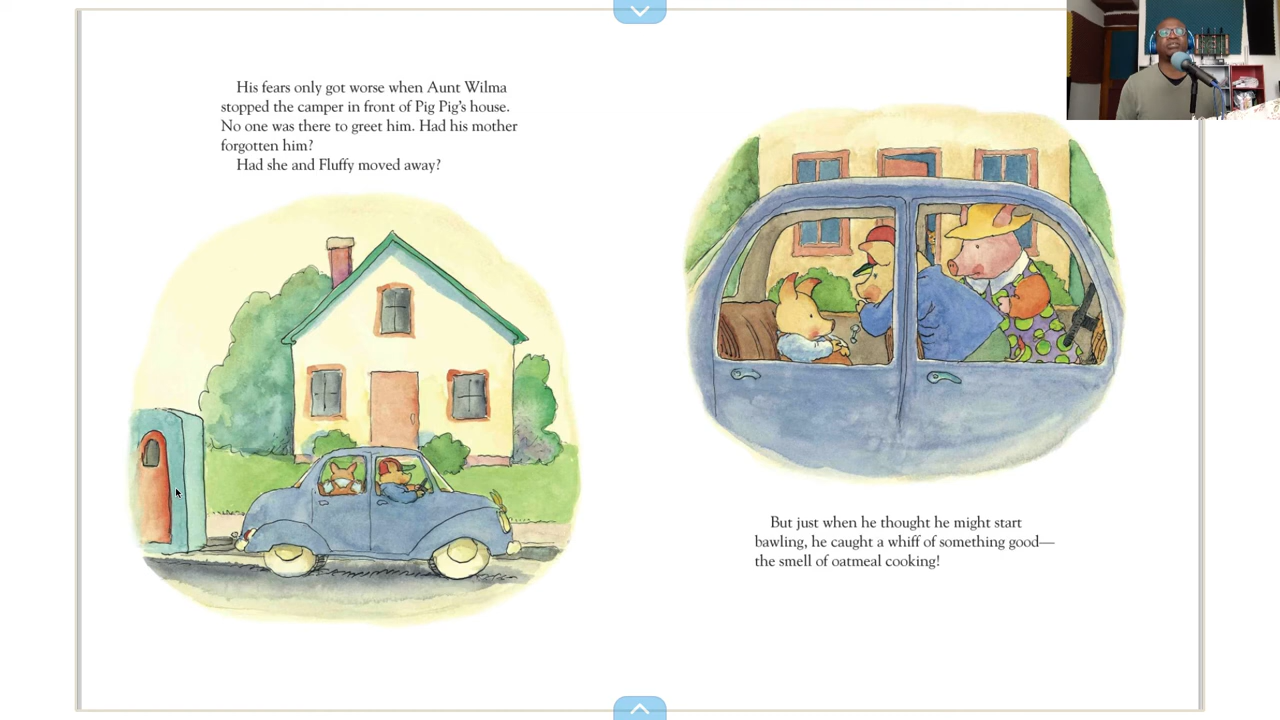 His fears only got worse when Aunt Wilma
stopped the camper in front of Pig Pig’s house.
No one was there to greet him. Had his mother
forgotten him?
Had she and Fluffy moved away?
But just when he thought he might start
bawling, he caught a whiff of something good—
the smell of oatmeal cooking!